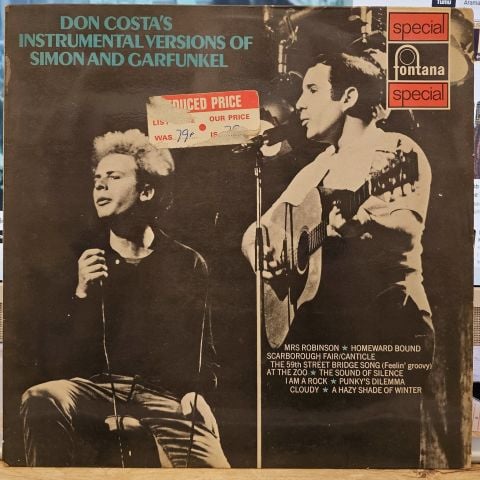 DON COSTA'S
INSTRUMENTAL VERSIONS OF
SIMON AND GARFUNKEL
special
fontana
special
EDUCED PRICE
OUR PRICE
WAS 79c IS
MRS ROBINSON ★ HOMEWARD BOUND
SCARBOROUGH FAIR/CANTICLE
THE 59th STREET BRIDGE SONG (Feelin' groovy)
AT THE ZOO ★ THE SOUND OF SILENCE
I AM A ROCK ★ PUNKY'S DILEMMA
CLOUDY ★ A HAZY SHADE OF WINTER